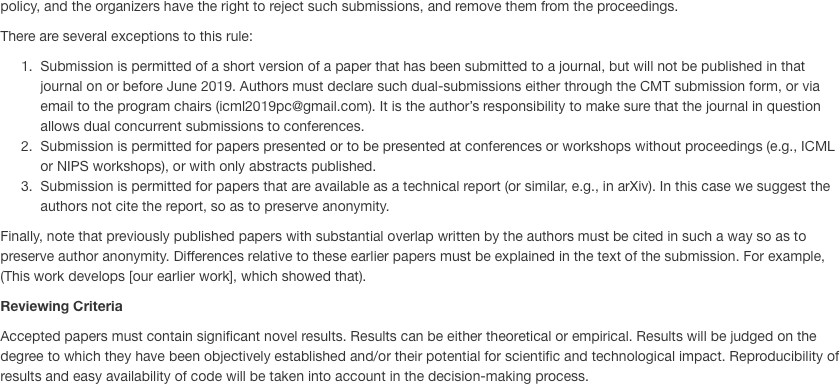 policy, and the organizers have the right to reject such submissions, and remove them from the proceedings.
There are several exceptions to this rule:
1. Submission is permitted of a short version of a paper that has been submitted to a journal, but will not be published in that
journal on or before June 2019. Authors must declare such dual-submissions either through the CMT submission form, or via
email to the program chairs (icml2019pc@gmail.com). It is the author's responsibility to make sure that the journal in question
allows dual concurrent submissions to conferences.
2. Submission is permitted for papers presented or to be presented at conferences or workshops without proceedings (e.g., ICML
or NIPS workshops), or with only abstracts published.
3. Submission is permitted for papers that are available as a technical report (or similar, e.g., in arXiv). In this case we suggest the
authors not cite the report, so as to preserve anonymity.
Finally, note that previously published papers with substantial overlap written by the authors must be cited in such a way so as to
preserve author anonymity. Differences relative to these earlier papers must be explained in the text of the submission. For example,
(This work develops [our earlier work], which showed that).
Reviewing Criteria
Accepted papers must contain significant novel results. Results can be either theoretical or empirical. Results will be judged on the
degree to which they have been objectively established and/or their potential for scientific and technological impact. Reproducibility of
results and easy availability of code will be taken into account in the decision-making process.